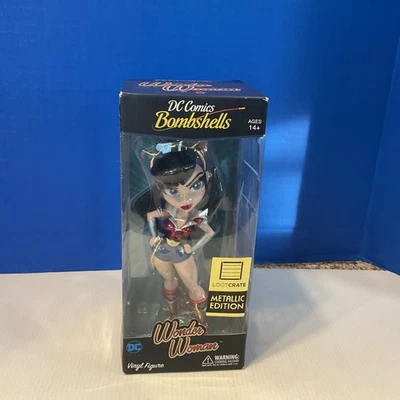 Wonder Woman
DC Comics
Bombshells
AGES
14+
LOOTCRATE
METALLIC
EDITION
Wonder
Woman
DC
Vinyl Figure
WARNING: